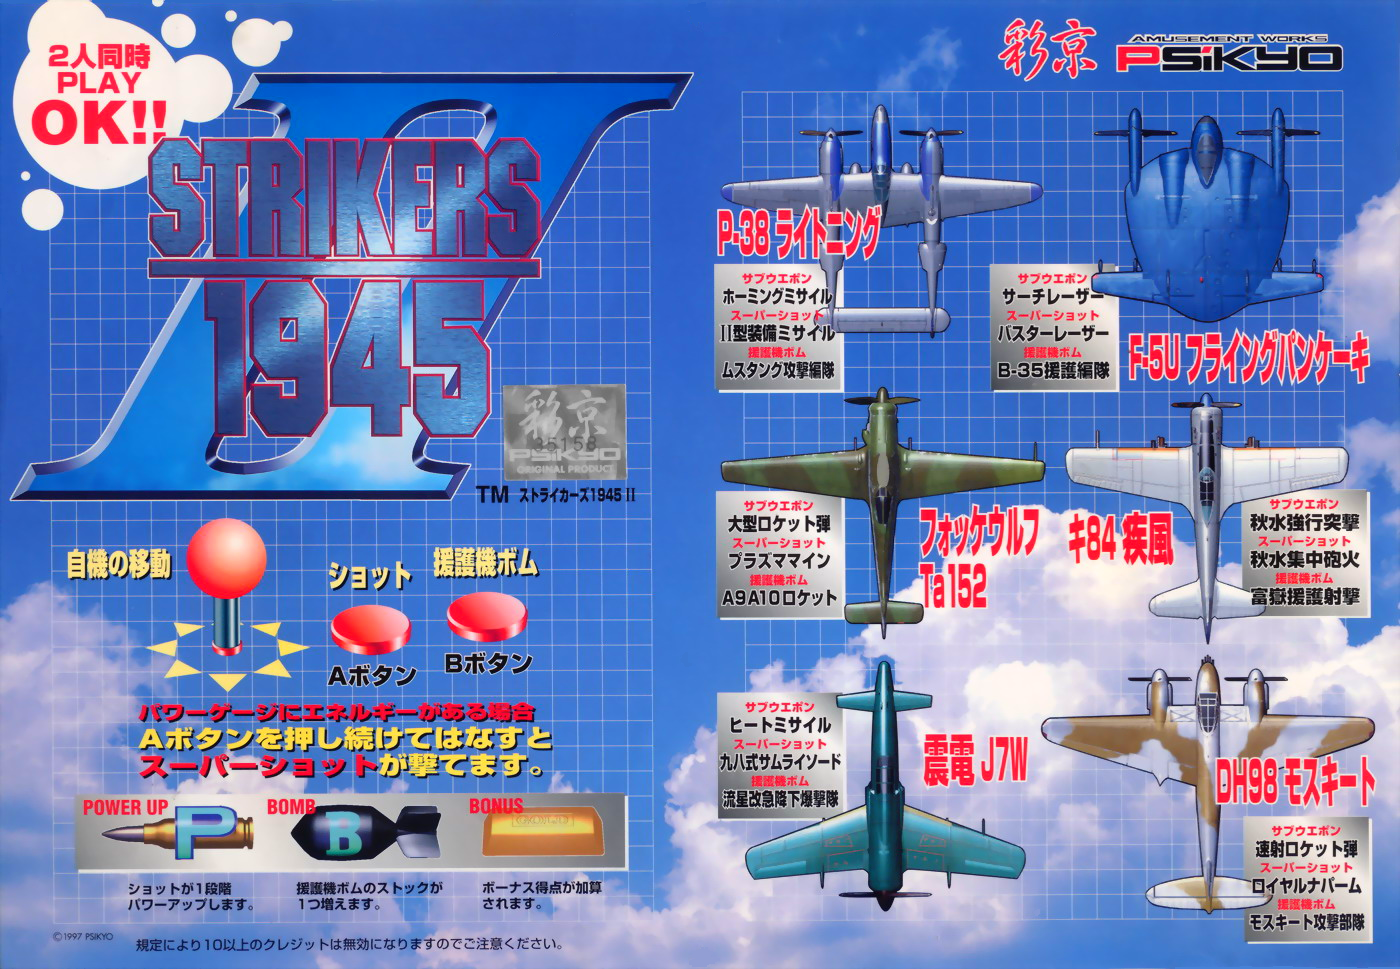 2人同時
PLAY
OK!!
II
STRIKERS
1945
彩京
35158
PSIKYO
ORIGINAL PRODUCT
TM ストライカーズ1945 II
自機の移動
ショット
Aボタン
援護機ボム
Bボタン
パワーゲージにエネルギーがある場合
Aボタンを押し続けてはなすと
スーパーショットが撃てます。
POWER UP
P
BOMB
B
BONUS
GOLD
ショットが1段階
パワーアップします。
援護機ボムのストックが
1つ増えます。
ボーナス得点が加算
されます。
©1997 PSIKYO
規定により10以上のクレジットは無効になりますのでご注意ください。
彩京
AMUSEMENT WORKS
PSiKYO
P-38 ライトニング
サブウエポン
ホーミングミサイル
スーパーショット
II型装備ミサイル
援護機ボム
ムスタング攻撃編隊
サブウエポン
サーチレーザー
スーパーショット
バスターレーザー
援護機ボム
B-35援護編隊
F-5U フライングパンケーキ
サブウエポン
大型ロケット弾
スーパーショット
プラズママイン
援護機ボム
A9A10ロケット
フォッケウルフ
Ta152
キ84 疾風
サブウエポン
秋水強行突撃
スーパーショット
秋水集中砲火
援護機ボム
富嶽援護射撃
サブウエポン
ヒートミサイル
スーパーショット
九八式サムライソード
援護機ボム
流星改急降下爆撃隊
震電 J7W
DH98 モスキート
サブウエポン
速射ロケット弾
スーパーショット
ロイヤルナパーム
援護機ボム
モスキート攻撃部隊